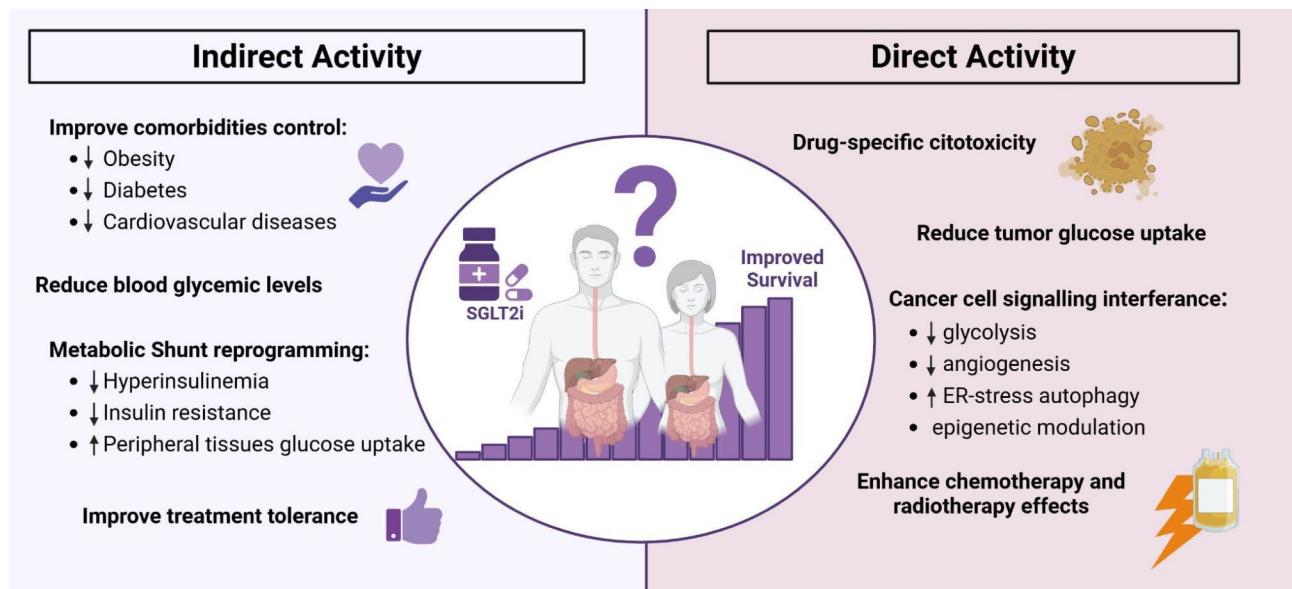 Indirect Activity
Improve comorbidities control:
• ↓ Obesity
• ↓ Diabetes
• ↓ Cardiovascular diseases
Reduce blood glycemic levels
Metabolic Shunt reprogramming:
• ↓ Hyperinsulinemia
• ↓ Insulin resistance
• ↑ Peripheral tissues glucose uptake
Improve treatment tolerance
?
SGLT2i
Improved
Survival
Direct Activity
Drug-specific citotoxicity
Reduce tumor glucose uptake
Cancer cell signalling interferance:
• ↓ glycolysis
• ↓ angiogenesis
• ↑ ER-stress autophagy
• epigenetic modulation
Enhance chemotherapy and
radiotherapy effects